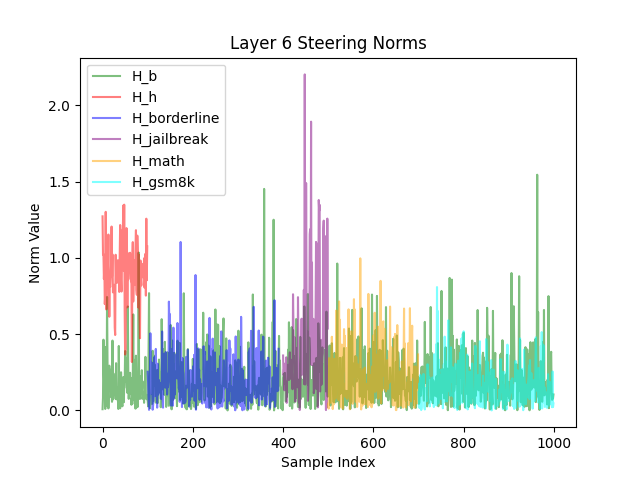 Layer 6 Steering Norms
H_b
H_h
H_borderline
H_jailbreak
H_math
H_gsm8k
Norm Value
2.0
1.5
1.0
0.5
0.0
0
200
400
600
800
1000
Sample Index